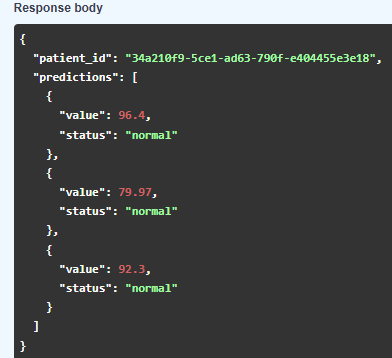 Response body
{
  "patient_id": "34a210f9-5ce1-ad63-790f-e404455e3e18",
  "predictions": [
    {
      "value": 96.4,
      "status": "normal"
    },
    {
      "value": 79.97,
      "status": "normal"
    },
    {
      "value": 92.3,
      "status": "normal"
    }
  ]
}